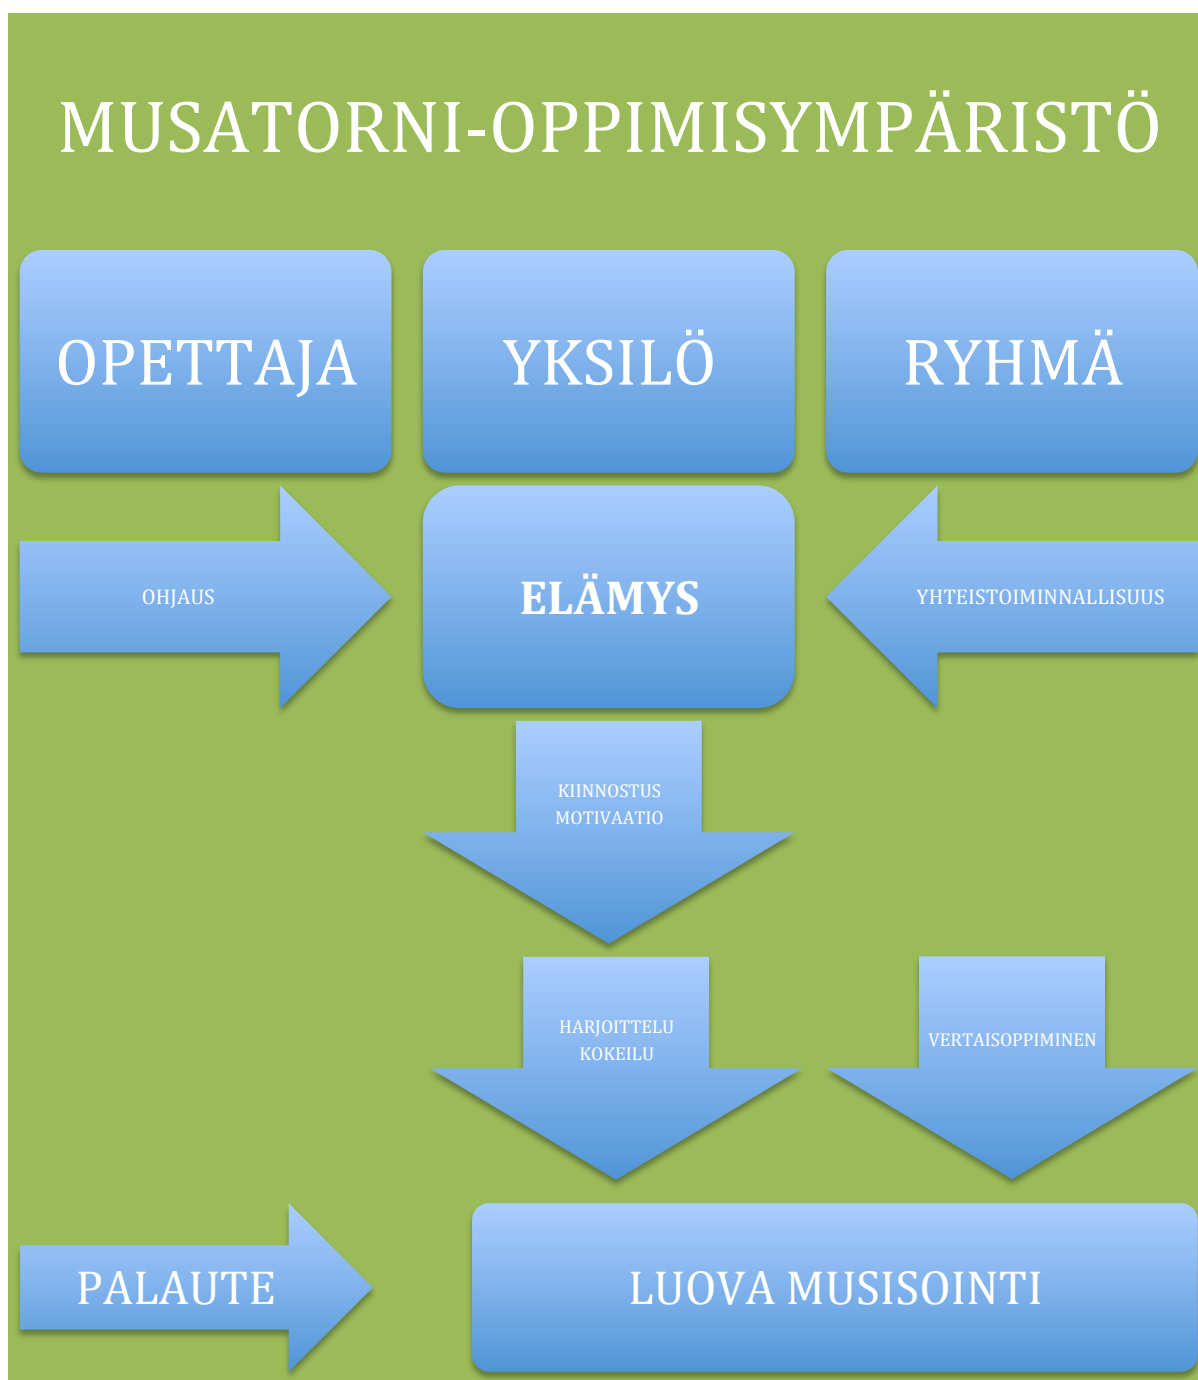 MUSATORNI-OPPIMISYMPÄRISTÖ
OPETTAJA
YKSILÖ
RYHMÄ
OHJAUS
ELÄMYS
YHTEISTOIMINNALLISUUS
KIINNOSTUS
MOTIVAATIO
HARJOITTELU
KOKEILU
VERTAISOPPIMINEN
PALAUTE
LUOVA MUSISOINTI